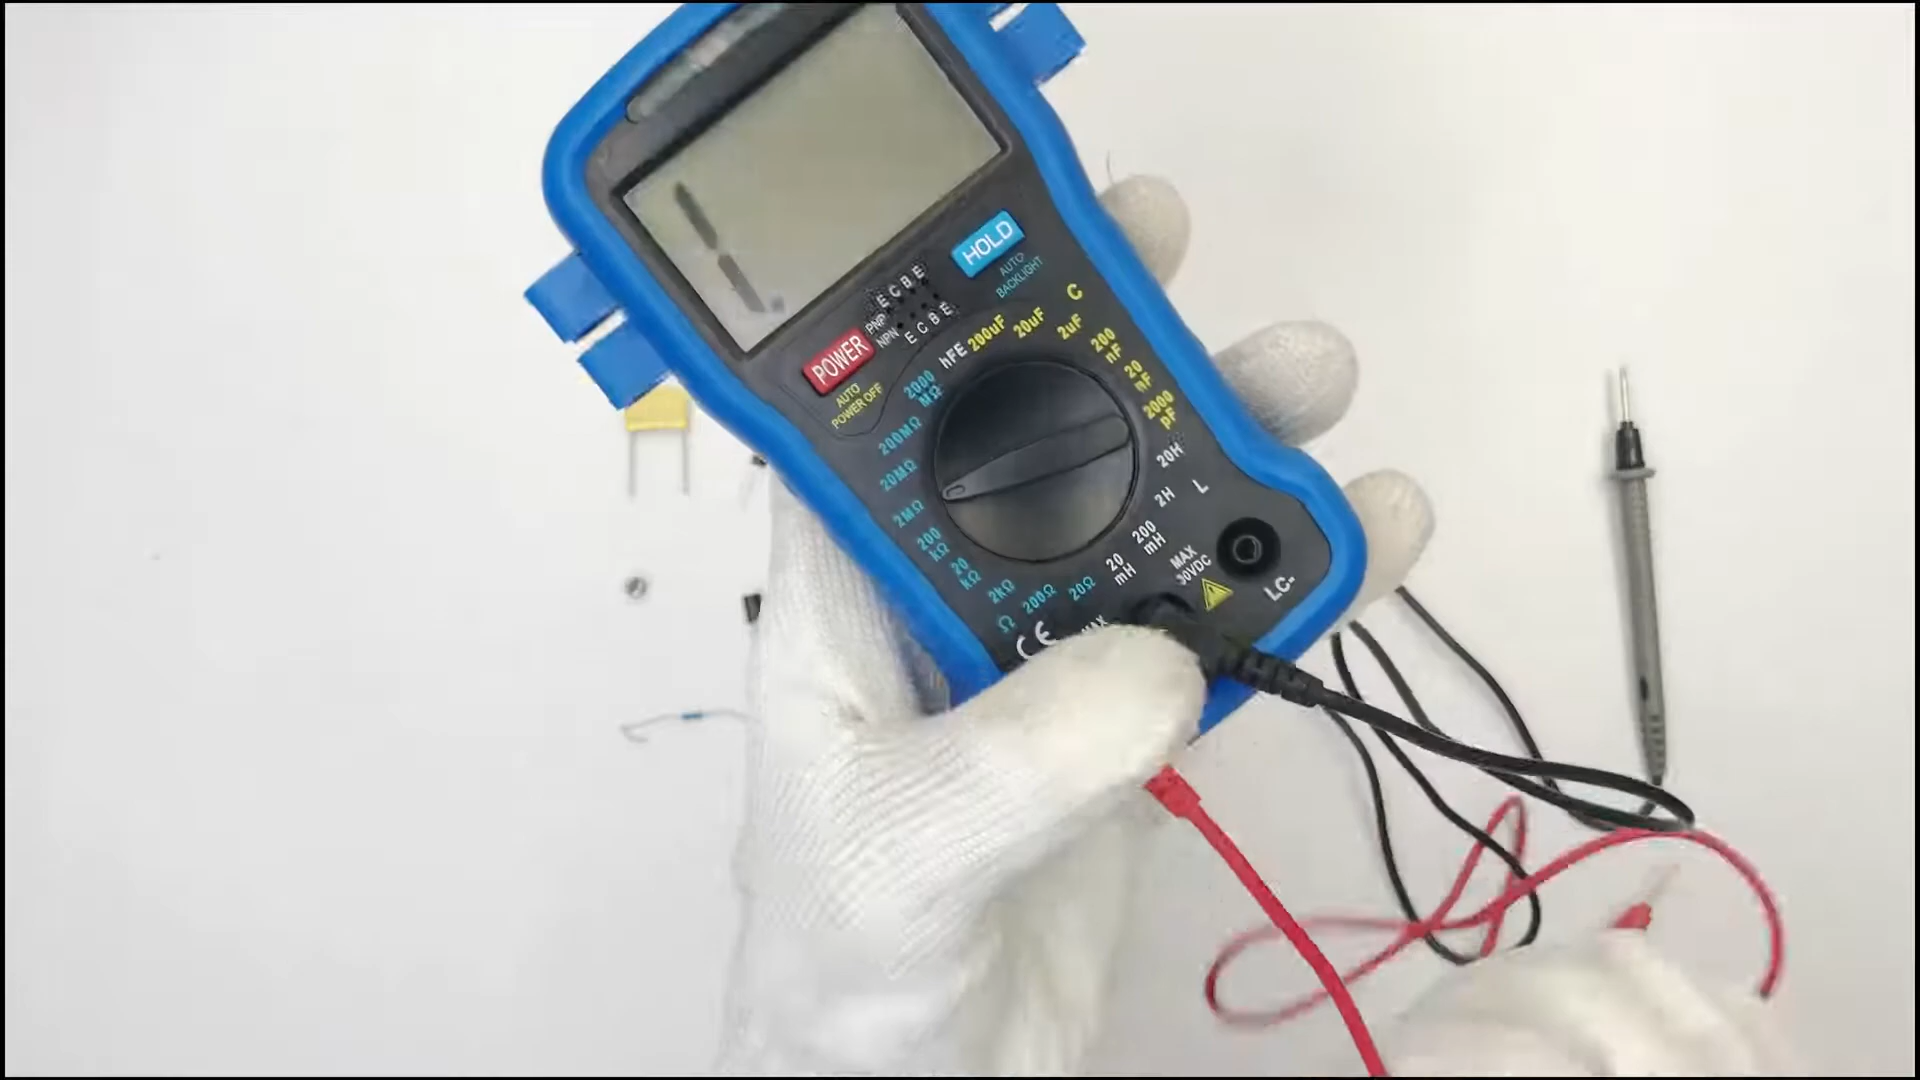 1
HOLD
AUTO
BACKLIGHT
E C B E
PNP
NPN
E C B E
POWER
AUTO
POWER OFF
C
hFE
200uF
20uF
2uF
200
nF
20
nF
2000
pF
2000
MΩ
200MΩ
20MΩ
2MΩ
200
kΩ
20
kΩ
2kΩ
200Ω
20Ω
Ω
20H
2H
L
200
mH
20
mH
MAX
30VDC
LC-
CE
MAX